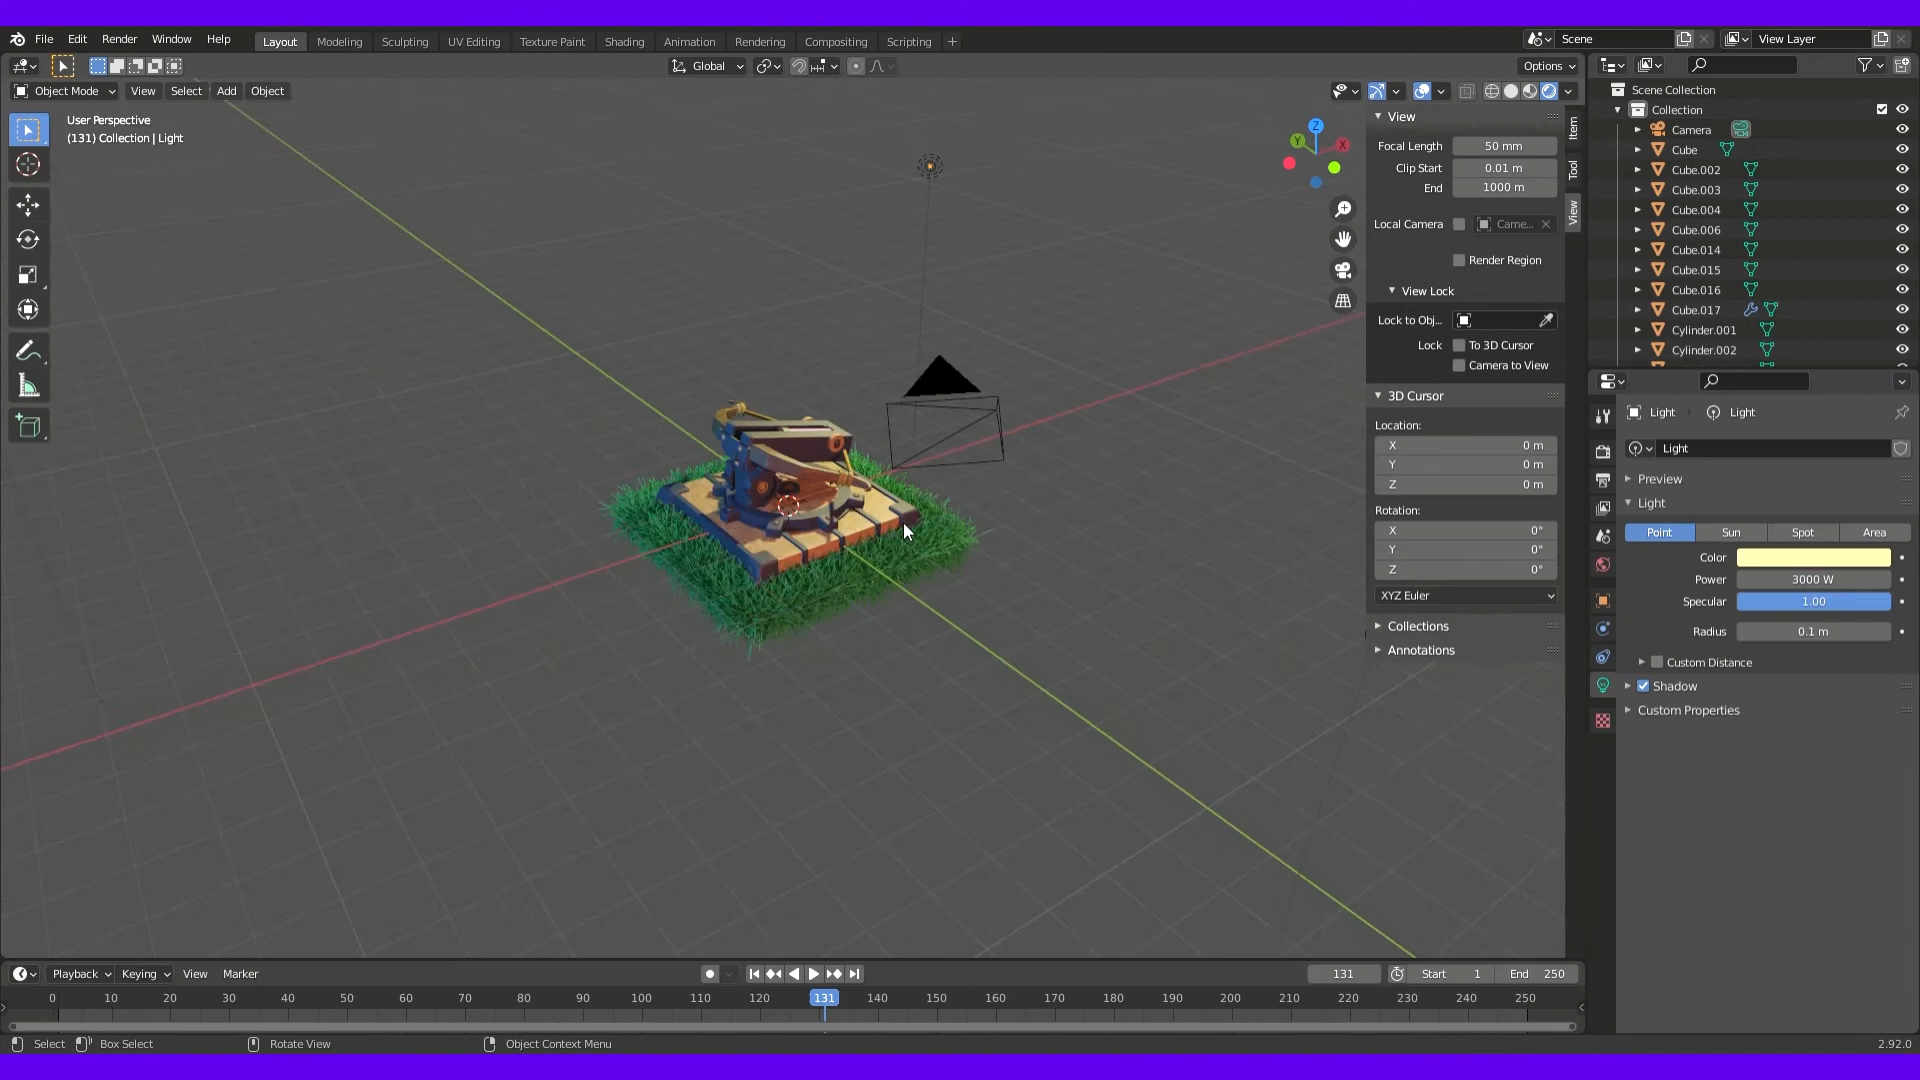 File Edit Render Window Help Layout Modeling Sculpting UV Editing Texture Paint Shading Animation Rendering Compositing Scripting + Scene View Layer
Global Options
Object Mode View Select Add Object
User Perspective
(131) Collection | Light
Z
Y
X
View
Focal Length 50 mm
Clip Start 0.01 m
End 1000 m
Local Camera Came...
Render Region
View Lock
Lock to Obj...
Lock To 3D Cursor
Camera to View
3D Cursor
Location:
X 0 m
Y 0 m
Z 0 m
Rotation:
X 0°
Y 0°
Z 0°
XYZ Euler
Collections
Annotations
Item
Tool
View
Scene Collection
Collection
Camera
Cube
Cube.002
Cube.003
Cube.004
Cube.006
Cube.014
Cube.015
Cube.016
Cube.017
Cylinder.001
Cylinder.002
Light Light
Light
Preview
Light
Point Sun Spot Area
Color
Power 3000 W
Specular 1.00
Radius 0.1 m
Custom Distance
Shadow
Custom Properties
Playback Keying View Marker 131 Start 1 End 250
0 10 20 30 40 50 60 70 80 90 100 110 120 131 140 150 160 170 180 190 200 210 220 230 240 250
Select Box Select Rotate View Object Context Menu 2.92.0